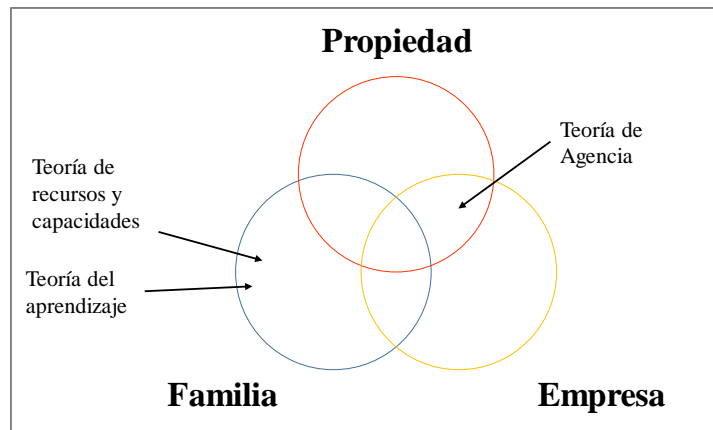 Propiedad
Teoría de
Agencia
Teoría de
recursos y
capacidades
Teoría del
aprendizaje
Familia
Empresa